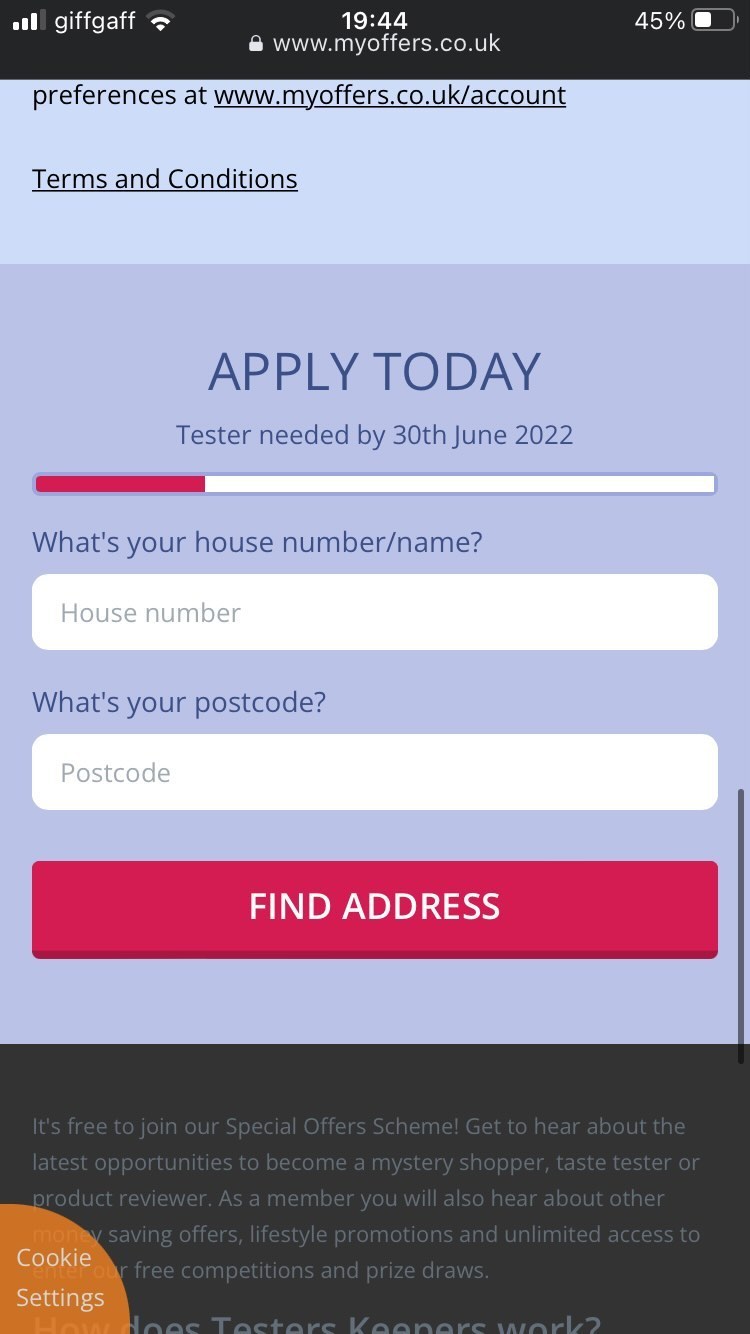 giffgaff 19:44 45%
www.myoffers.co.uk
preferences at www.myoffers.co.uk/account
Terms and Conditions
APPLY TODAY
Tester needed by 30th June 2022
What's your house number/name?
House number
What's your postcode?
Postcode
FIND ADDRESS
It's free to join our Special Offers Scheme! Get to hear about the
latest opportunities to become a mystery shopper, taste tester or
product reviewer. As a member you will also hear about other
money saving offers, lifestyle promotions and unlimited access to
enter our free competitions and prize draws.
Cookie
Settings
How does Testers Keepers work?